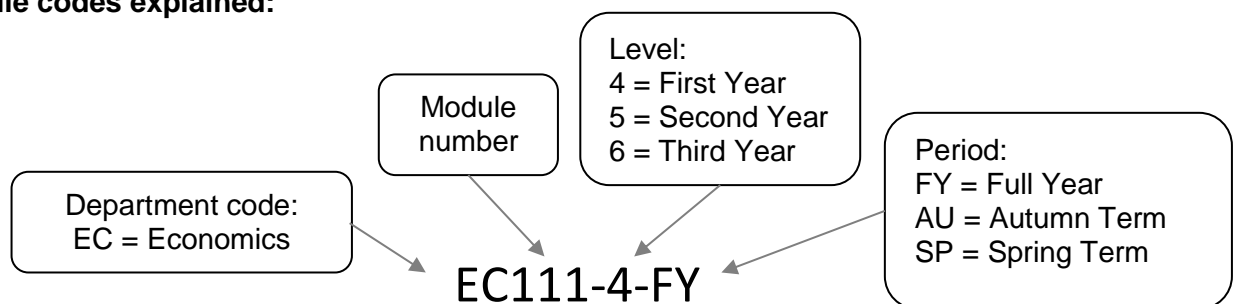 le codes explained:
Level:
4 = First Year
5 = Second Year
6 = Third Year
Module
number
Period:
FY = Full Year
AU = Autumn Term
SP = Spring Term
Department code:
EC = Economics
EC111-4-FY